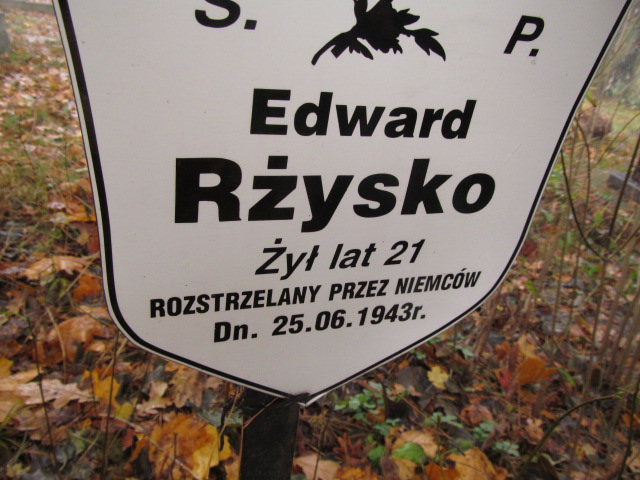 Ś. P.
Edward
Rżysko
Żył lat 21
ROZSTRZELANY PRZEZ NIEMCÓW
Dn. 25.06.1943r.